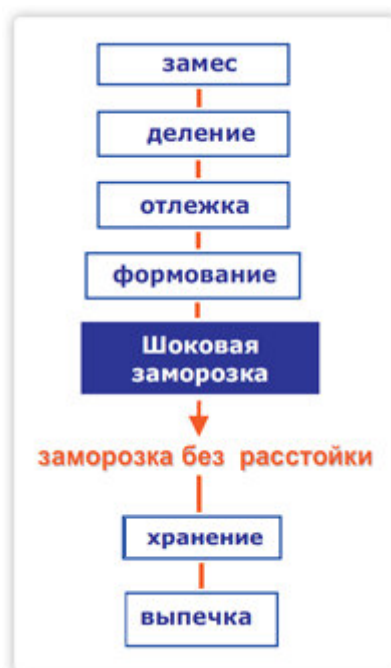 замес
деление
отлежка
формование
Шоковая
заморозка
заморозка без расстойки
хранение
выпечка